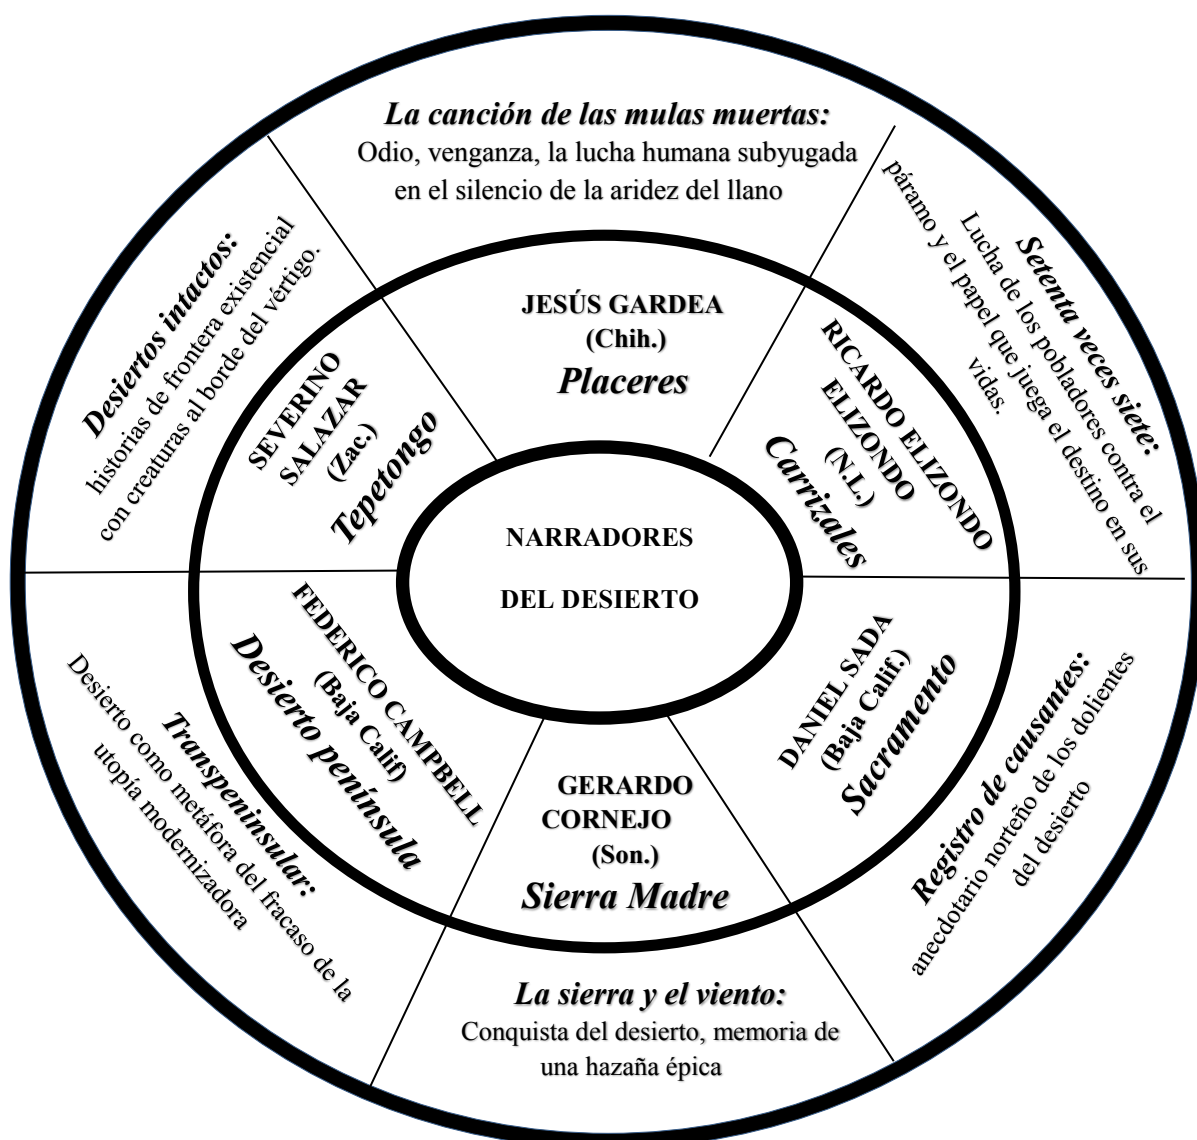 La canción de las mulas muertas:
Odio, venganza, la lucha humana subyugada
en el silencio de la aridez del llano
JESÚS GARDEA
(Chih.)
Placeres
Setenta veces siete:
Lucha de los pobladores contra el
páramo y el papel que juega el destino en sus
vidas.
RICARDO ELIZONDO
ELIZONDO
(N.L.)
Carrizales
DANIEL SADA
(Baja Calif.)
Sacramento
Registro de causantes:
anecdotario norteño de los dolientes
del desierto
GERARDO
CORNEJO
(Son.)
Sierra Madre
La sierra y el viento:
Conquista del desierto, memoria de
una hazaña épica
FEDERICO CAMPBELL
(Baja Calif)
Desierto península
Transpeninsular:
Desierto como metáfora del fracaso de la
utopía modernizadora
Desiertos intactos:
historias de frontera existencial
con creaturas al borde del vértigo.
SEVERINO
SALAZAR
(Zac.)
Tepetongo
NARRADORES
DEL DESIERTO